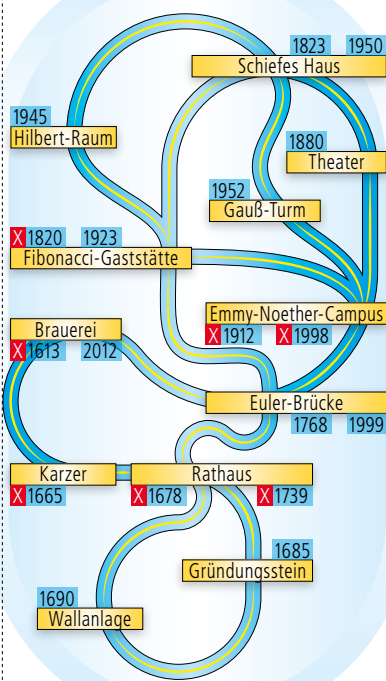 1823 1950
Schiefes Haus
1945
Hilbert-Raum
1880
Theater
1952
Gauß-Turm
X 1820 1923
Fibonacci-Gaststätte
Emmy-Noether-Campus
X 1912 X 1998
Brauerei
X 1613 2012
Euler-Brücke
1768 1999
Karzer
X 1665
Rathaus
X 1678 X 1739
1685
Gründungsstein
1690
Wallanlage